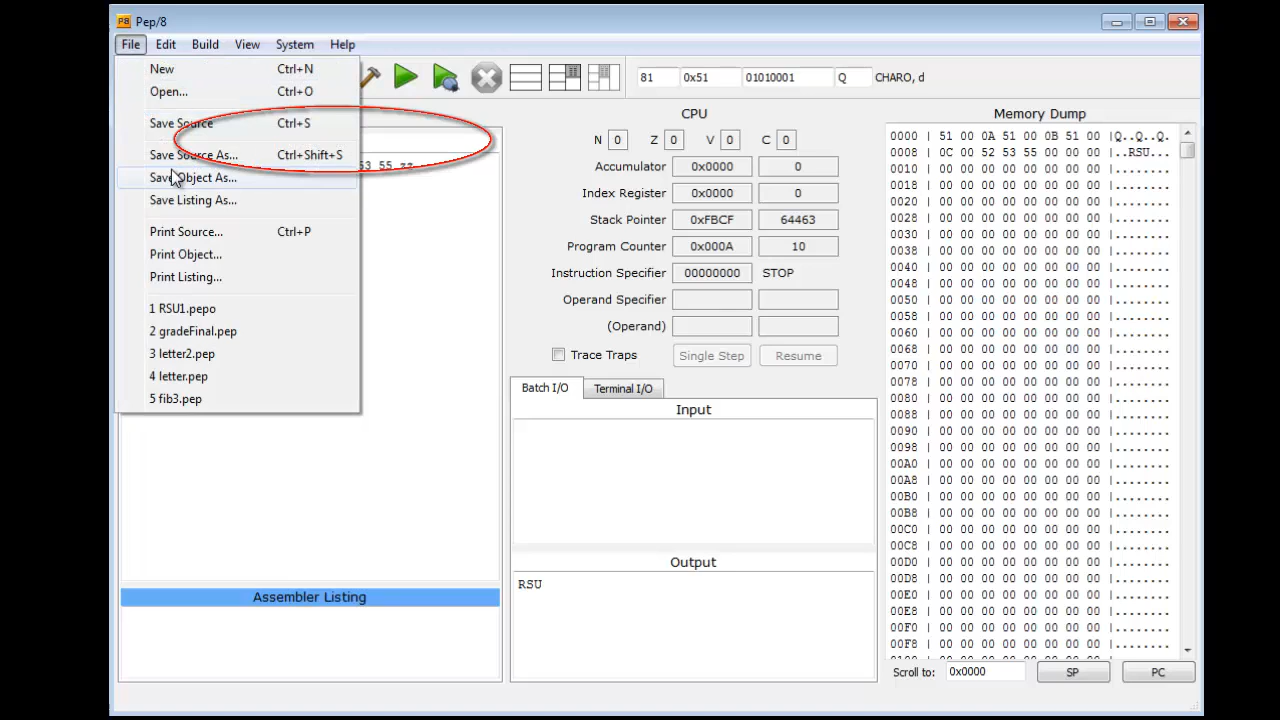 Pep/8
File Edit Build View System Help
New Ctrl+N
Open... Ctrl+O
Save Source Ctrl+S
Save Source As... Ctrl+Shift+S
Save Object As...
Save Listing As...
Print Source... Ctrl+P
Print Object...
Print Listing...
1 RSU1.pepo
2 gradeFinal.pep
3 letter2.pep
4 letter.pep
5 fib3.pep
81 0x51 01010001 Q CHARO, d
53 55 zz
Assembler Listing
CPU
N 0 Z 0 V 0 C 0
Accumulator 0x0000 0
Index Register 0x0000 0
Stack Pointer 0xFBCF 64463
Program Counter 0x000A 10
Instruction Specifier 00000000 STOP
Operand Specifier
(Operand)
Trace Traps Single Step Resume
Batch I/O Terminal I/O
Input
Output
RSU
Memory Dump
0000 | 51 00 0A 51 00 0B 51 00 |Q..Q..Q.
0008 | 0C 00 52 53 55 00 00 00 |..RSU...
0010 | 00 00 00 00 00 00 00 00 |........
0018 | 00 00 00 00 00 00 00 00 |........
0020 | 00 00 00 00 00 00 00 00 |........
0028 | 00 00 00 00 00 00 00 00 |........
0030 | 00 00 00 00 00 00 00 00 |........
0038 | 00 00 00 00 00 00 00 00 |........
0040 | 00 00 00 00 00 00 00 00 |........
0048 | 00 00 00 00 00 00 00 00 |........
0050 | 00 00 00 00 00 00 00 00 |........
0058 | 00 00 00 00 00 00 00 00 |........
0060 | 00 00 00 00 00 00 00 00 |........
0068 | 00 00 00 00 00 00 00 00 |........
0070 | 00 00 00 00 00 00 00 00 |........
0078 | 00 00 00 00 00 00 00 00 |........
0080 | 00 00 00 00 00 00 00 00 |........
0088 | 00 00 00 00 00 00 00 00 |........
0090 | 00 00 00 00 00 00 00 00 |........
0098 | 00 00 00 00 00 00 00 00 |........
00A0 | 00 00 00 00 00 00 00 00 |........
00A8 | 00 00 00 00 00 00 00 00 |........
00B0 | 00 00 00 00 00 00 00 00 |........
00B8 | 00 00 00 00 00 00 00 00 |........
00C0 | 00 00 00 00 00 00 00 00 |........
00C8 | 00 00 00 00 00 00 00 00 |........
00D0 | 00 00 00 00 00 00 00 00 |........
00D8 | 00 00 00 00 00 00 00 00 |........
00E0 | 00 00 00 00 00 00 00 00 |........
00E8 | 00 00 00 00 00 00 00 00 |........
00F0 | 00 00 00 00 00 00 00 00 |........
00F8 | 00 00 00 00 00 00 00 00 |........
Scroll to: 0x0000 SP PC